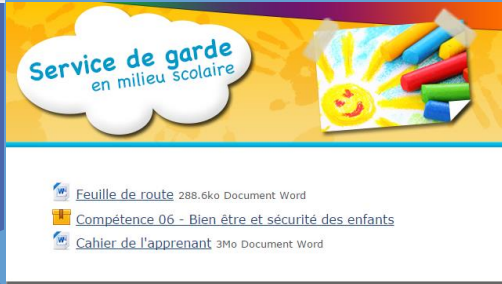 Service de garde
en milieu scolaire
Feuille de route 288.6ko Document Word
Compétence 06 - Bien être et sécurité des enfants
Cahier de l'apprenant 3Mo Document Word